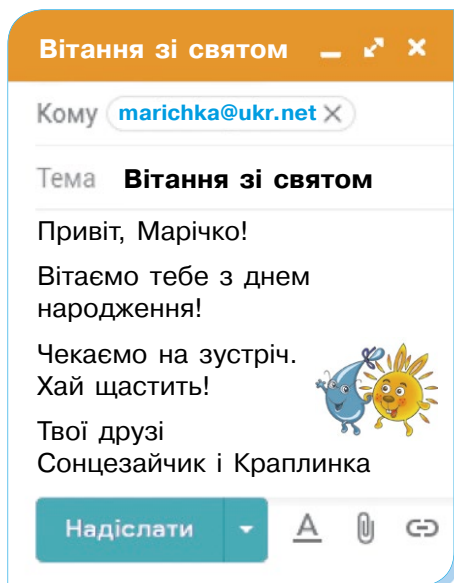 Вітання зі святом
Кому marichka@ukr.net
Тема Вітання зі святом
Привіт, Марічко!
Вітаємо тебе з днем
народження!
Чекаємо на зустріч.
Хай щастить!
Твої друзі
Сонцезайчик і Краплинка
Надіслати A